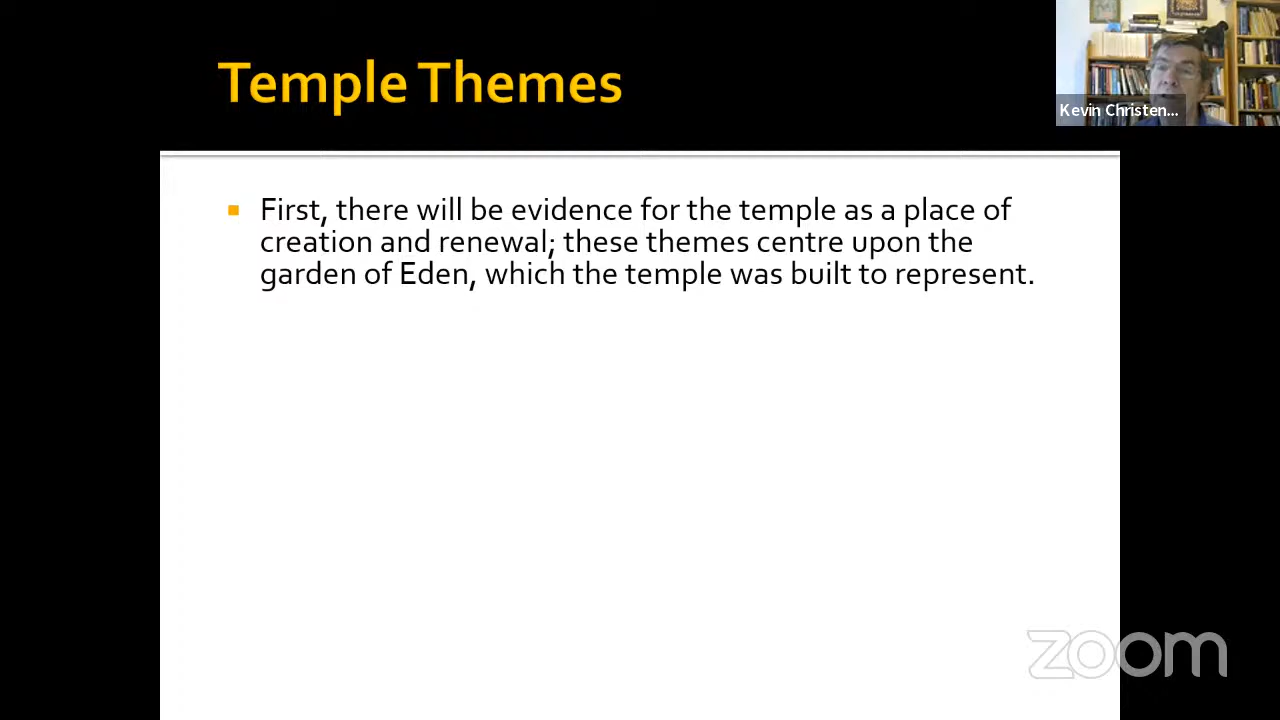 Temple Themes
Kevin Christen...
First, there will be evidence for the temple as a place of
creation and renewal; these themes centre upon the
garden of Eden, which the temple was built to represent.
zoom